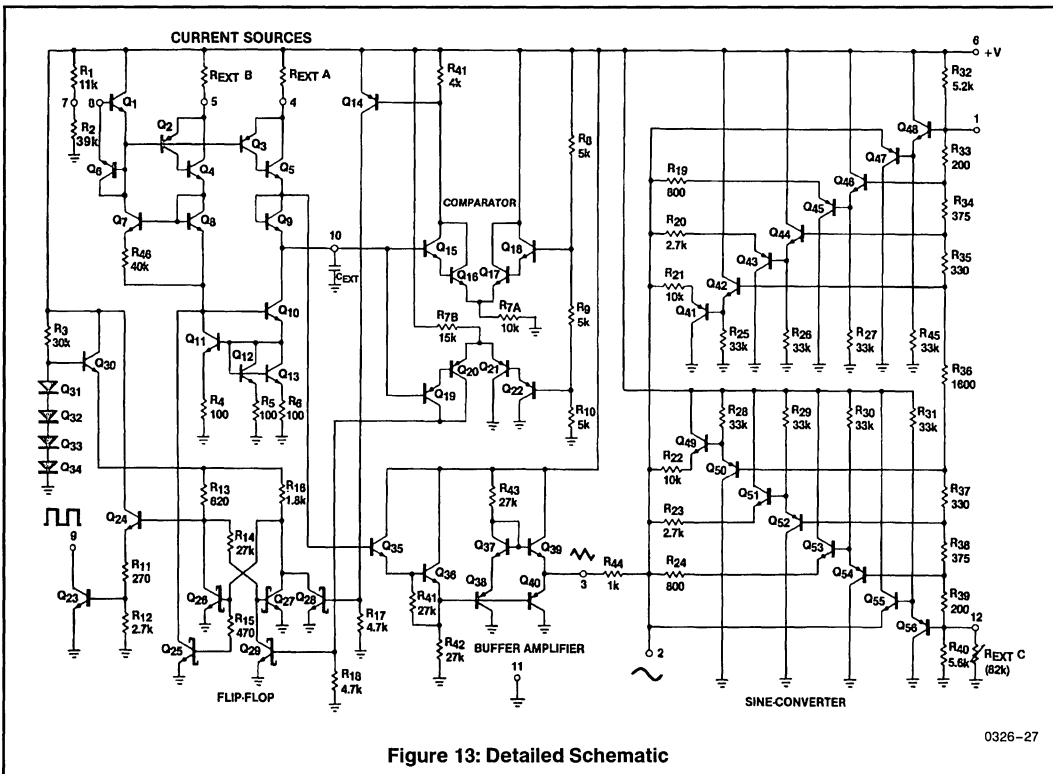 CURRENT SOURCES
6
+V
R1
11k
7
8
Q1
R2
39k
REXT B
5
REXT A
4
Q2
Q3
Q4
Q5
Q6
Q7
Q8
Q9
R46
40k
Q14
R41
4k
R8
5k
COMPARATOR
10
CEXT
Q15
Q16
Q17
Q18
R7A
10k
R7B
15k
R9
5k
Q10
Q11
Q12
Q13
R4
100
R5
100
R6
100
Q19
Q20
Q21
Q22
R10
5k
R3
30k
Q30
Q31
Q32
Q33
Q34
R13
820
R16
1.8k
Q24
9
R14
27k
R11
270
Q23
R12
2.7k
Q26
Q27
Q28
R15
470
Q25
Q29
FLIP-FLOP
R17
4.7k
R18
4.7k
Q35
Q36
R41
27k
R42
27k
R43
27k
Q37
Q38
Q39
Q40
3
R44
1k
BUFFER AMPLIFIER
11
2
R32
5.2k
1
Q48
Q47
R33
200
Q46
R19
800
Q45
R34
375
R20
2.7k
Q44
Q43
R35
330
R21
10k
Q42
Q41
R25
33k
R26
33k
R27
33k
R45
33k
R36
1600
R28
33k
R29
33k
R30
33k
R31
33k
Q49
R22
10k
Q50
R37
330
Q51
R23
2.7k
Q52
R38
375
Q53
R24
800
Q54
R39
200
Q55
12
Q56
R40
5.6k
REXT C
(82k)
SINE-CONVERTER
0326–27
Figure 13: Detailed Schematic